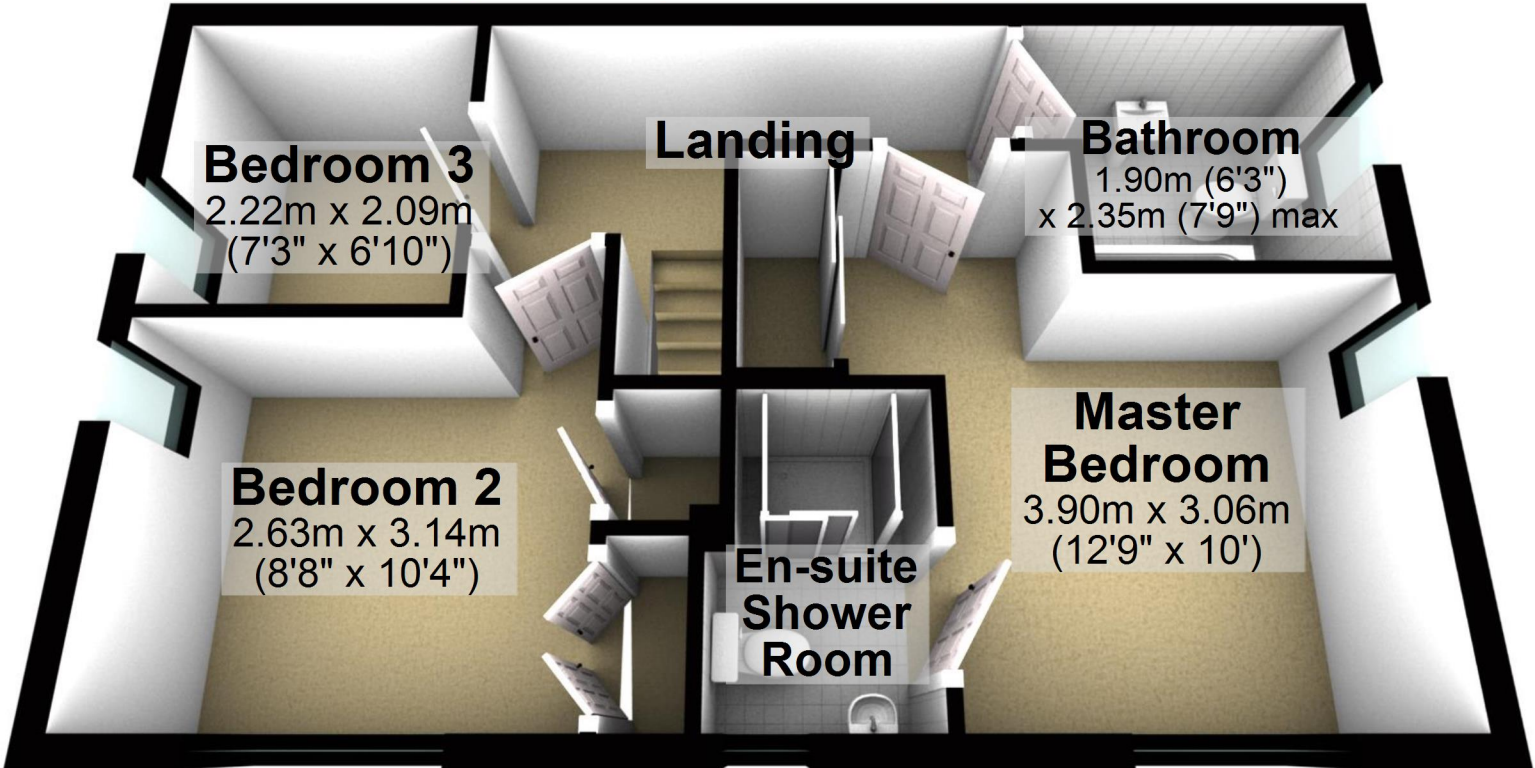 Landing
Bathroom
1.90m (6'3")
x 2.35m (7'9") max
Bedroom 3
2.22m x 2.09m
(7'3" x 6'10")
Master
Bedroom
3.90m x 3.06m
(12'9" x 10')
Bedroom 2
2.63m x 3.14m
(8'8" x 10'4")
En-suite
Shower
Room